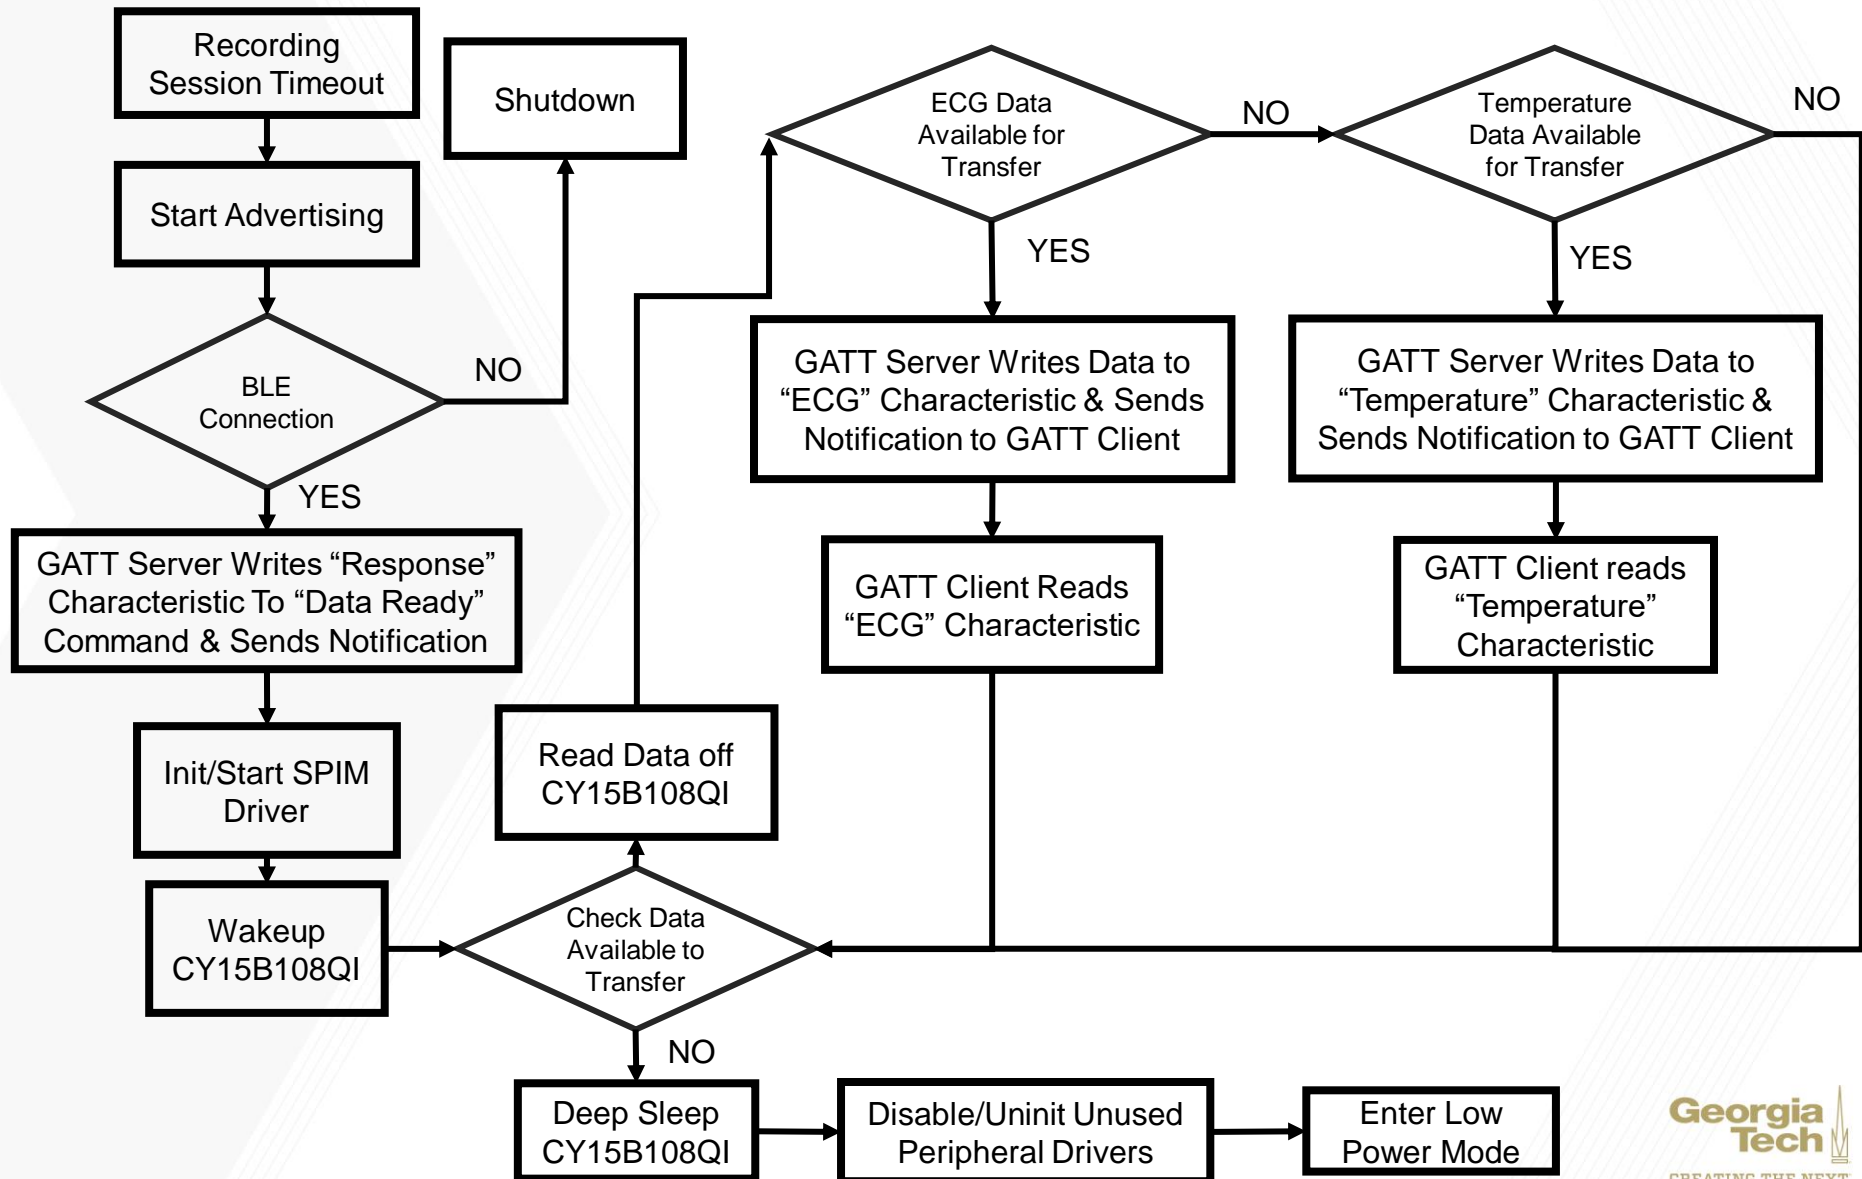 Recording
Session Timeout
Start Advertising
BLE
Connection
NO
Shutdown
YES
GATT Server Writes “Response”
Characteristic To “Data Ready”
Command & Sends Notification
Init/Start SPIM
Driver
Wakeup
CY15B108QI
Check Data
Available to
Transfer
Read Data off
CY15B108QI
ECG Data
Available for
Transfer
NO
YES
GATT Server Writes Data to
“ECG” Characteristic & Sends
Notification to GATT Client
GATT Client Reads
“ECG” Characteristic
Temperature
Data Available
for Transfer
NO
YES
GATT Server Writes Data to
“Temperature” Characteristic &
Sends Notification to GATT Client
GATT Client reads
“Temperature”
Characteristic
NO
Deep Sleep
CY15B108QI
Disable/Uninit Unused
Peripheral Drivers
Enter Low
Power Mode
Georgia
Tech
CREATING THE NEXT